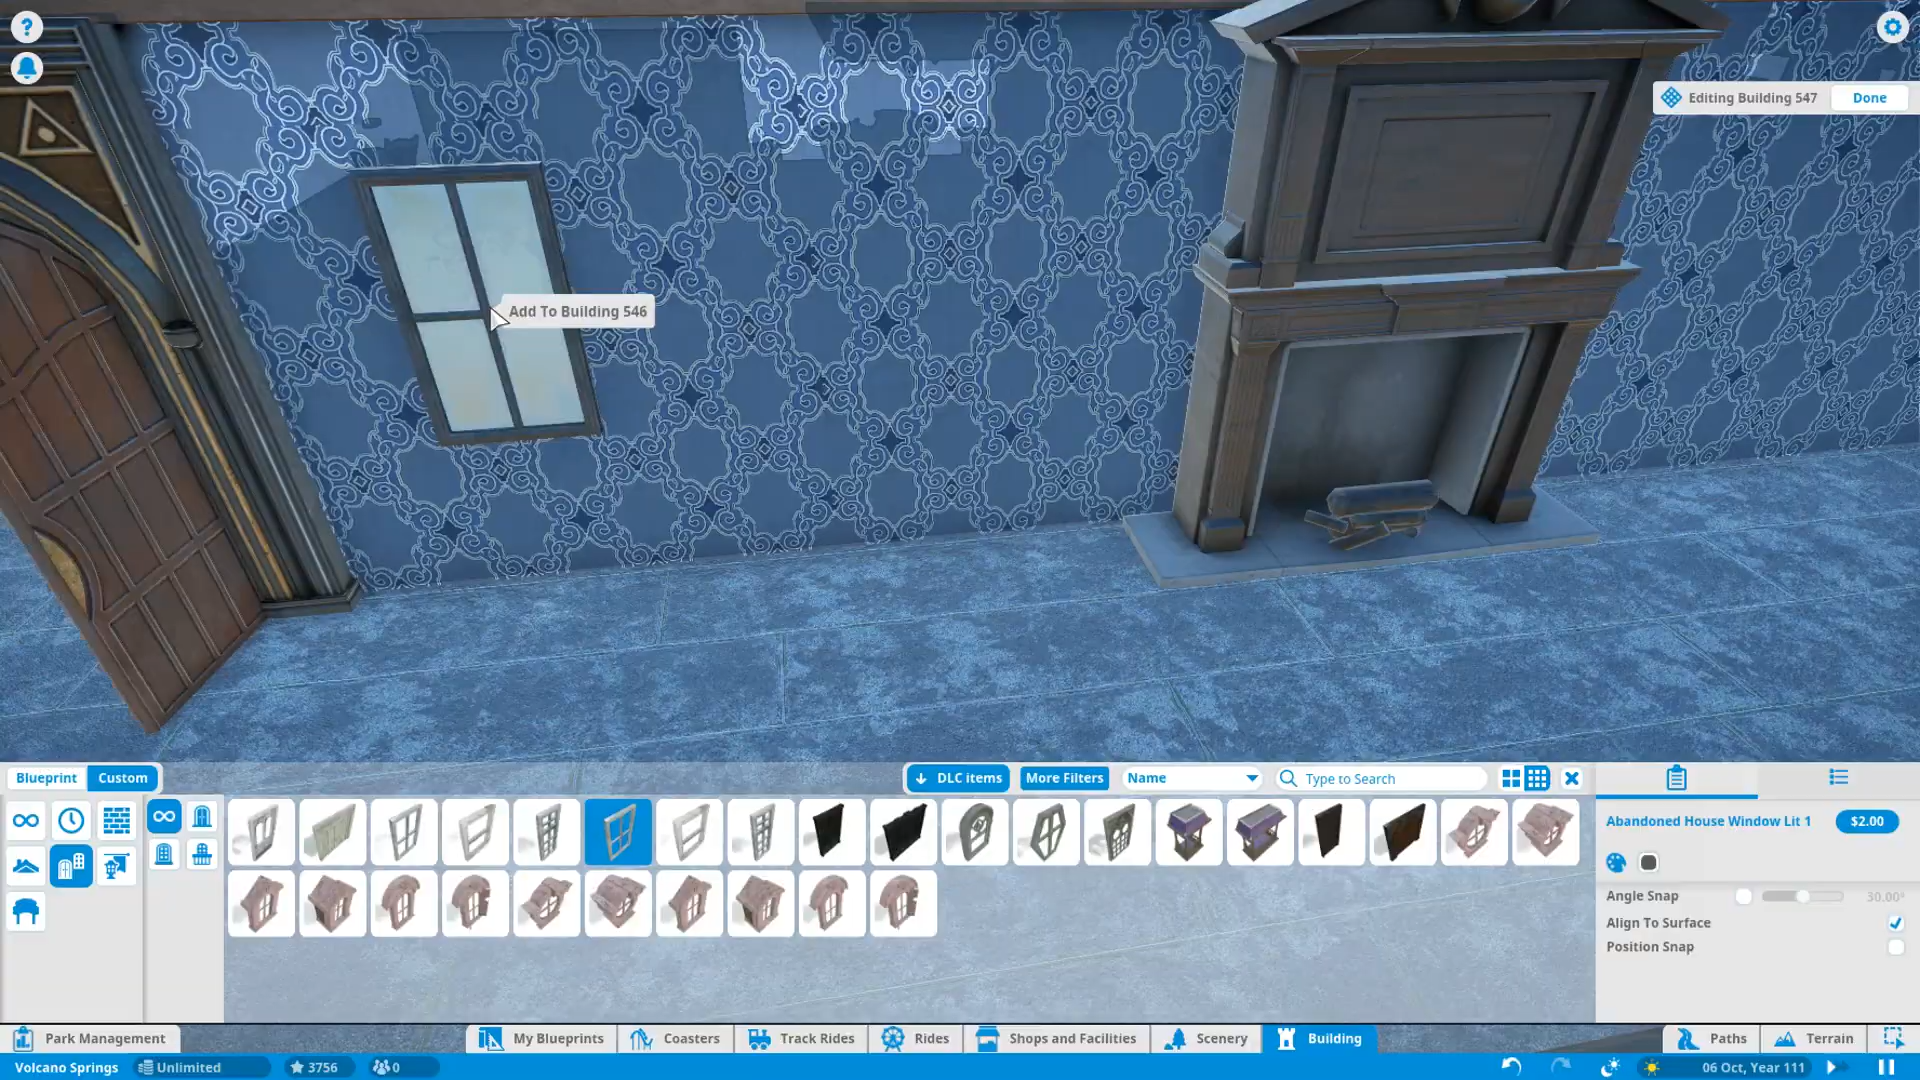 ?
Editing Building 547
Done
Add To Building 546
Blueprint
Custom
DLC items
More Filters
Name
Type to Search
Abandoned House Window Lit 1
$2.00
Angle Snap
30.00°
Align To Surface
Position Snap
Park Management
My Blueprints
Coasters
Track Rides
Rides
Shops and Facilities
Scenery
Building
Paths
Terrain
Volcano Springs
Unlimited
3756
0
06 Oct, Year 111